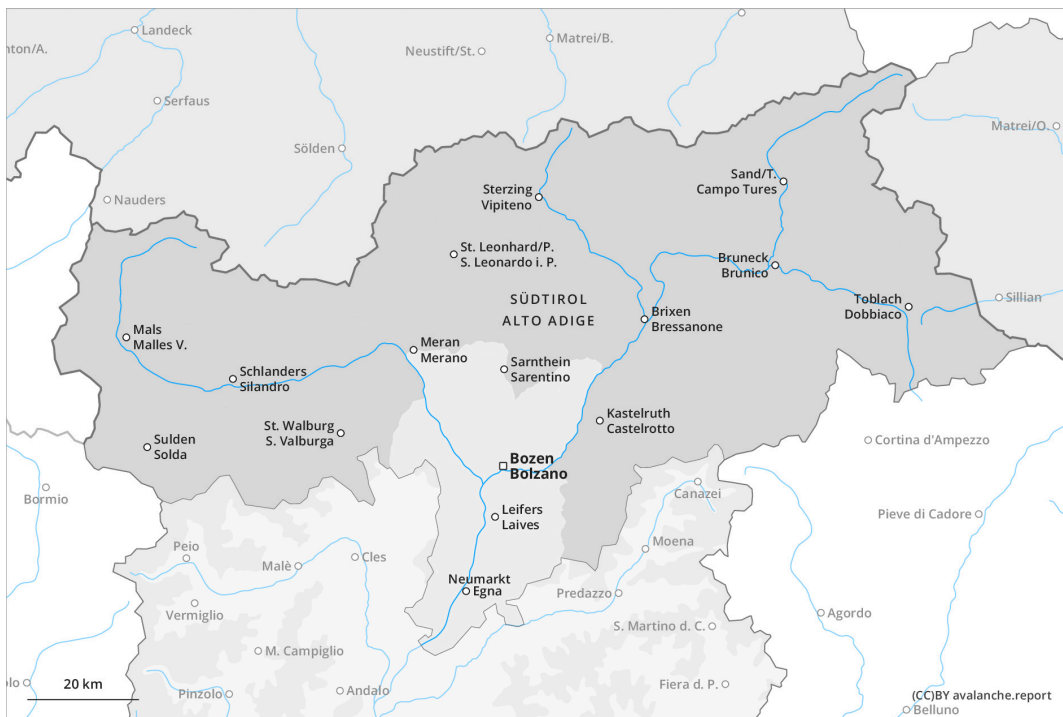 Landeck
nton/A.
Neustift/St.
Matrei/B.
Serfaus
Matrei/O.
Sölden
Nauders
Sterzing
Vipiteno
Sand/T.
Campo Tures
St. Leonhard/P.
S. Leonardo i. P.
Bruneck
Brunico
SÜDTIROL
ALTO ADIGE
Toblach
Dobbiaco
Sillian
Brixen
Bressanone
Mals
Malles V.
Meran
Merano
Sarnthein
Sarentino
Schlanders
Silandro
Kastelruth
Castelrotto
St. Walburg
S. Valburga
Sulden
Solda
Cortina d'Ampezzo
Bozen
Bolzano
Bormio
Canazei
Leifers
Laives
Pieve di Cadore
Peio
Malè
Cles
Moena
Neumarkt
Egna
Predazzo
Vermiglio
Agordo
S. Martino d. C.
M. Campiglio
20 km
olo
Pinzolo
Andalo
Fiera d. P.
(CC)BY avalanche.report
Belluno